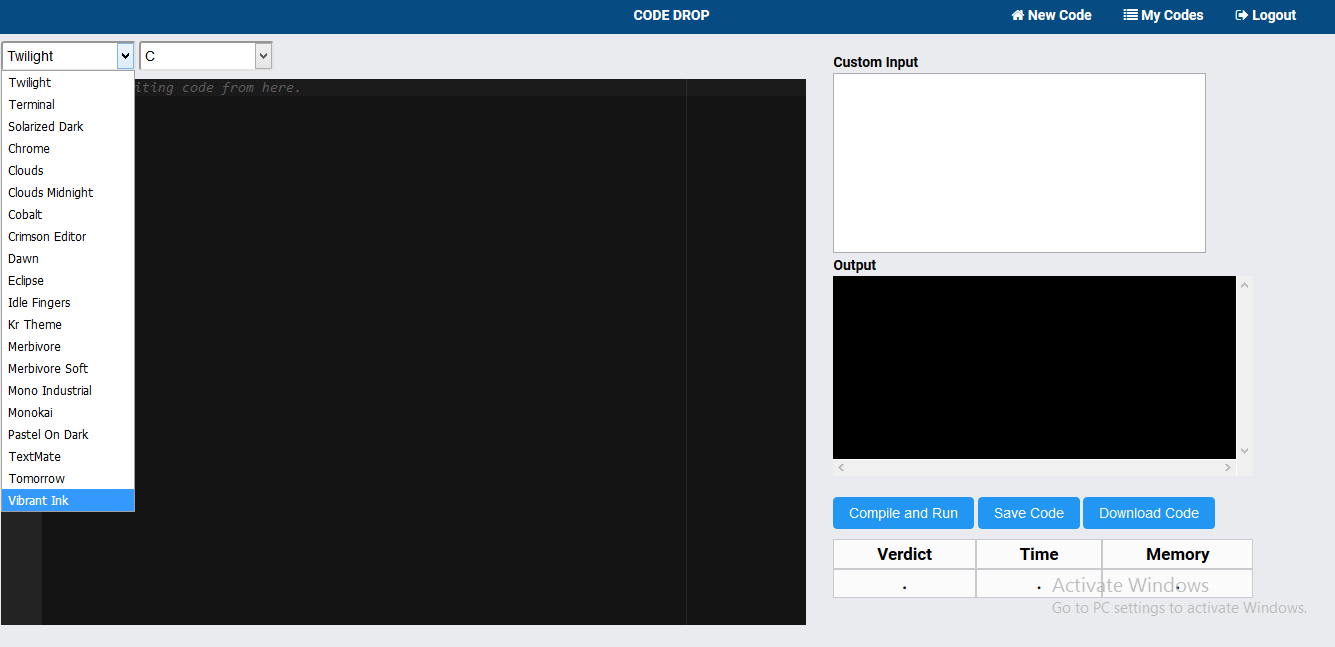 CODE DROP New Code My Codes Logout
Twilight C
Custom Input
Twilight
Terminal
Solarized Dark
Chrome
Clouds
Clouds Midnight
Cobalt
Crimson Editor
Dawn
Eclipse
Idle Fingers
Kr Theme
Merbivore
Merbivore Soft
Mono Industrial
Monokai
Pastel On Dark
TextMate
Tomorrow
Vibrant Ink
code from here.
Output
Compile and Run Save Code Download Code
Verdict Time Memory
. . .
Activate Windows
Go to PC settings to activate Windows.